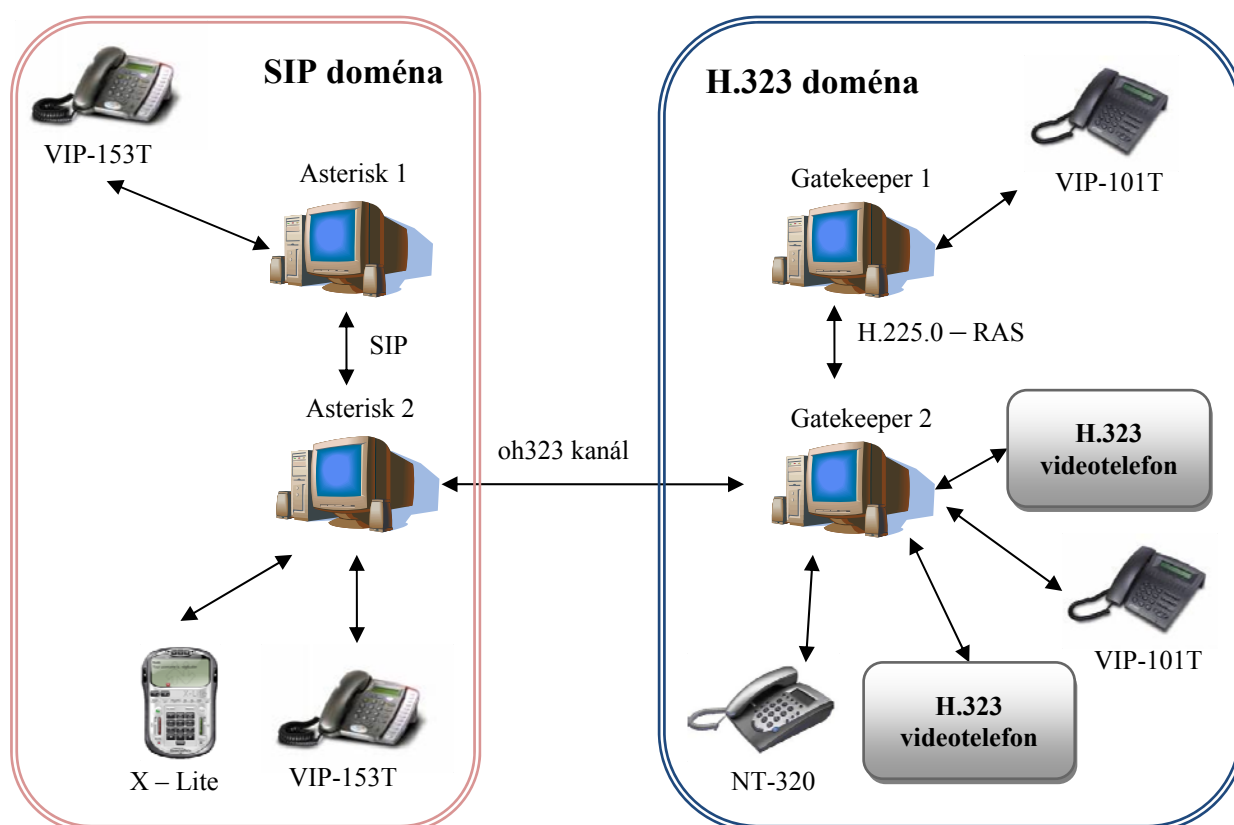 SIP doména
VIP-153T
Asterisk 1
SIP
Asterisk 2
X – Lite
VIP-153T
oh323 kanál
H.323 doména
VIP-101T
Gatekeeper 1
H.225.0 – RAS
Gatekeeper 2
H.323
videotelefon
VIP-101T
H.323
videotelefon
NT-320